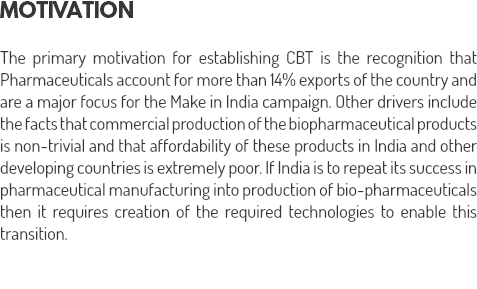 MOTIVATION
The primary motivation for establishing CBT is the recognition that
Pharmaceuticals account for more than 14% exports of the country and
are a major focus for the Make in India campaign. Other drivers include
the facts that commercial production of the biopharmaceutical products
is non-trivial and that affordability of these products in India and other
developing countries is extremely poor. If India is to repeat its success in
pharmaceutical manufacturing into production of bio-pharmaceuticals
then it requires creation of the required technologies to enable this
transition.